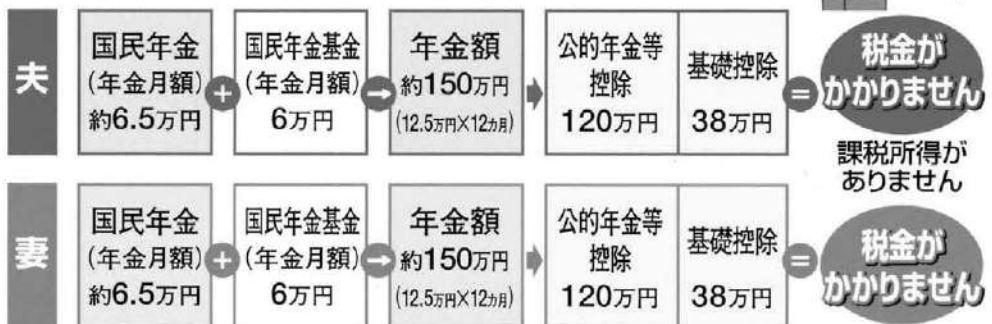 夫
国民年金
(年金月額)
約6.5万円
+
国民年金基金
(年金月額)
6万円
→
年金額
約150万円
(12.5万円×12カ月)
公的年金等
控除
120万円
基礎控除
38万円
=
税金が
かかりません
課税所得が
ありません
妻
国民年金
(年金月額)
約6.5万円
+
国民年金基金
(年金月額)
6万円
→
年金額
約150万円
(12.5万円×12カ月)
公的年金等
控除
120万円
基礎控除
38万円
=
税金が
かかりません